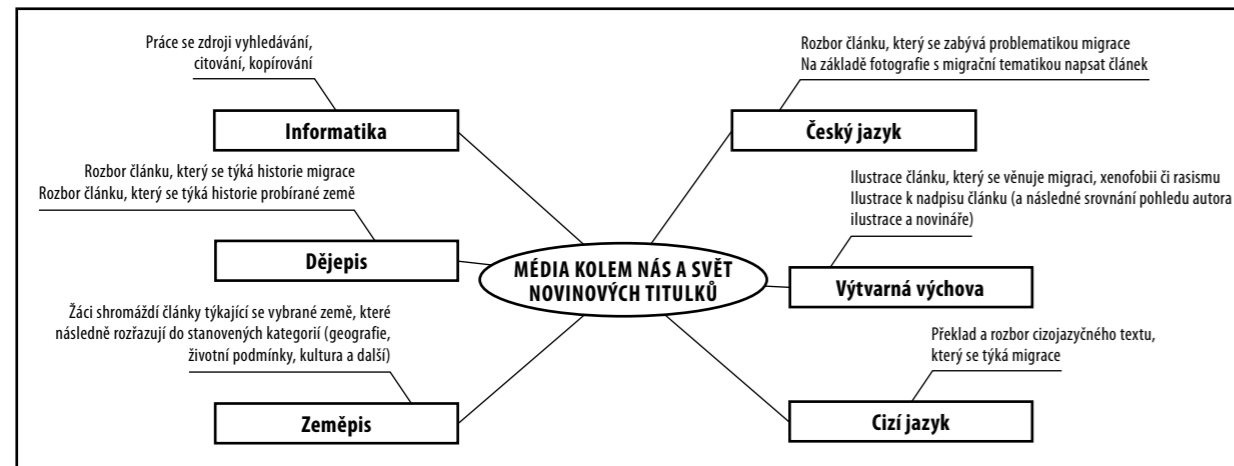 Práce se zdroji vyhledávání,
citování, kopírování
Informatika
Rozbor článku, který se týká historie migrace
Rozbor článku, který se týká historie probírané země
Dějepis
Žáci shromáždí články týkající se vybrané země, které
následně rozřazují do stanovených kategorií (geografie,
životní podmínky, kultura a další)
Zeměpis
MÉDIA KOLEM NÁS A SVĚT
NOVINOVÝCH TITULKŮ
Rozbor článku, který se zabývá problematikou migrace
Na základě fotografie s migrační tematikou napsat článek
Český jazyk
Ilustrace článku, který se věnuje migraci, xenofobii či rasismu
Ilustrace k nadpisu článku (a následné srovnání pohledu autora
ilustrace a novináře)
Výtvarná výchova
Překlad a rozbor cizojazyčného textu,
který se týká migrace
Cizí jazyk